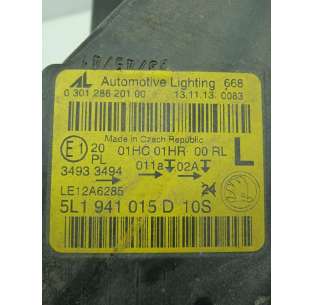 AL Automotive Lighting 668
0 301 286 201 00 13.11.13 0083
Made in Czech Republic
E1 20 01HC 01HR 00 RL L
PL 011a 02A
3493 3494
LE12A6285 24
5L1 941 015 D 10S